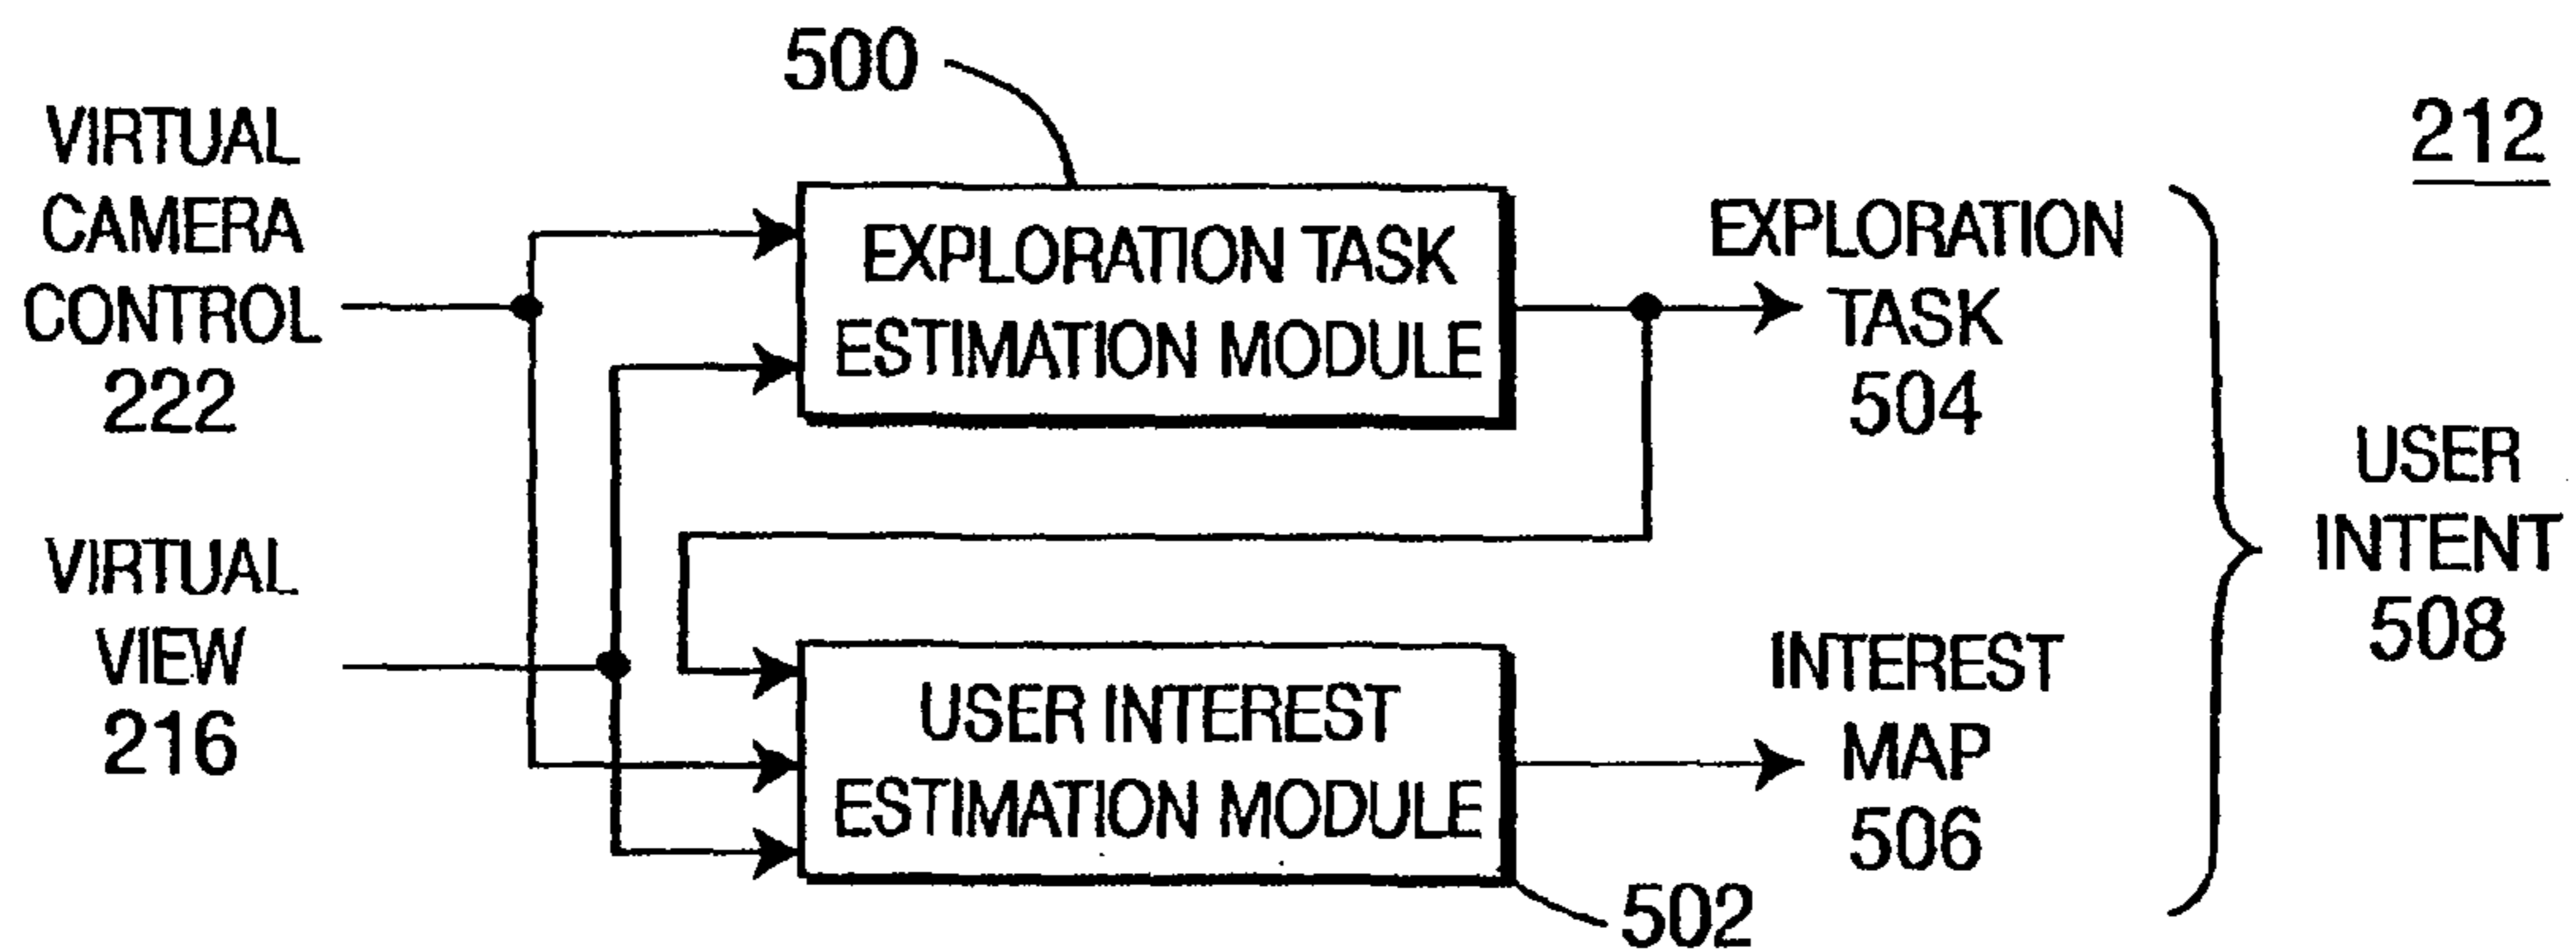 500
212
VIRTUAL
CAMERA
CONTROL
222
EXPLORATION TASK
ESTIMATION MODULE
EXPLORATION
TASK
504
USER
INTENT
508
VIRTUAL
VIEW
216
USER INTEREST
ESTIMATION MODULE
INTEREST
MAP
506
502